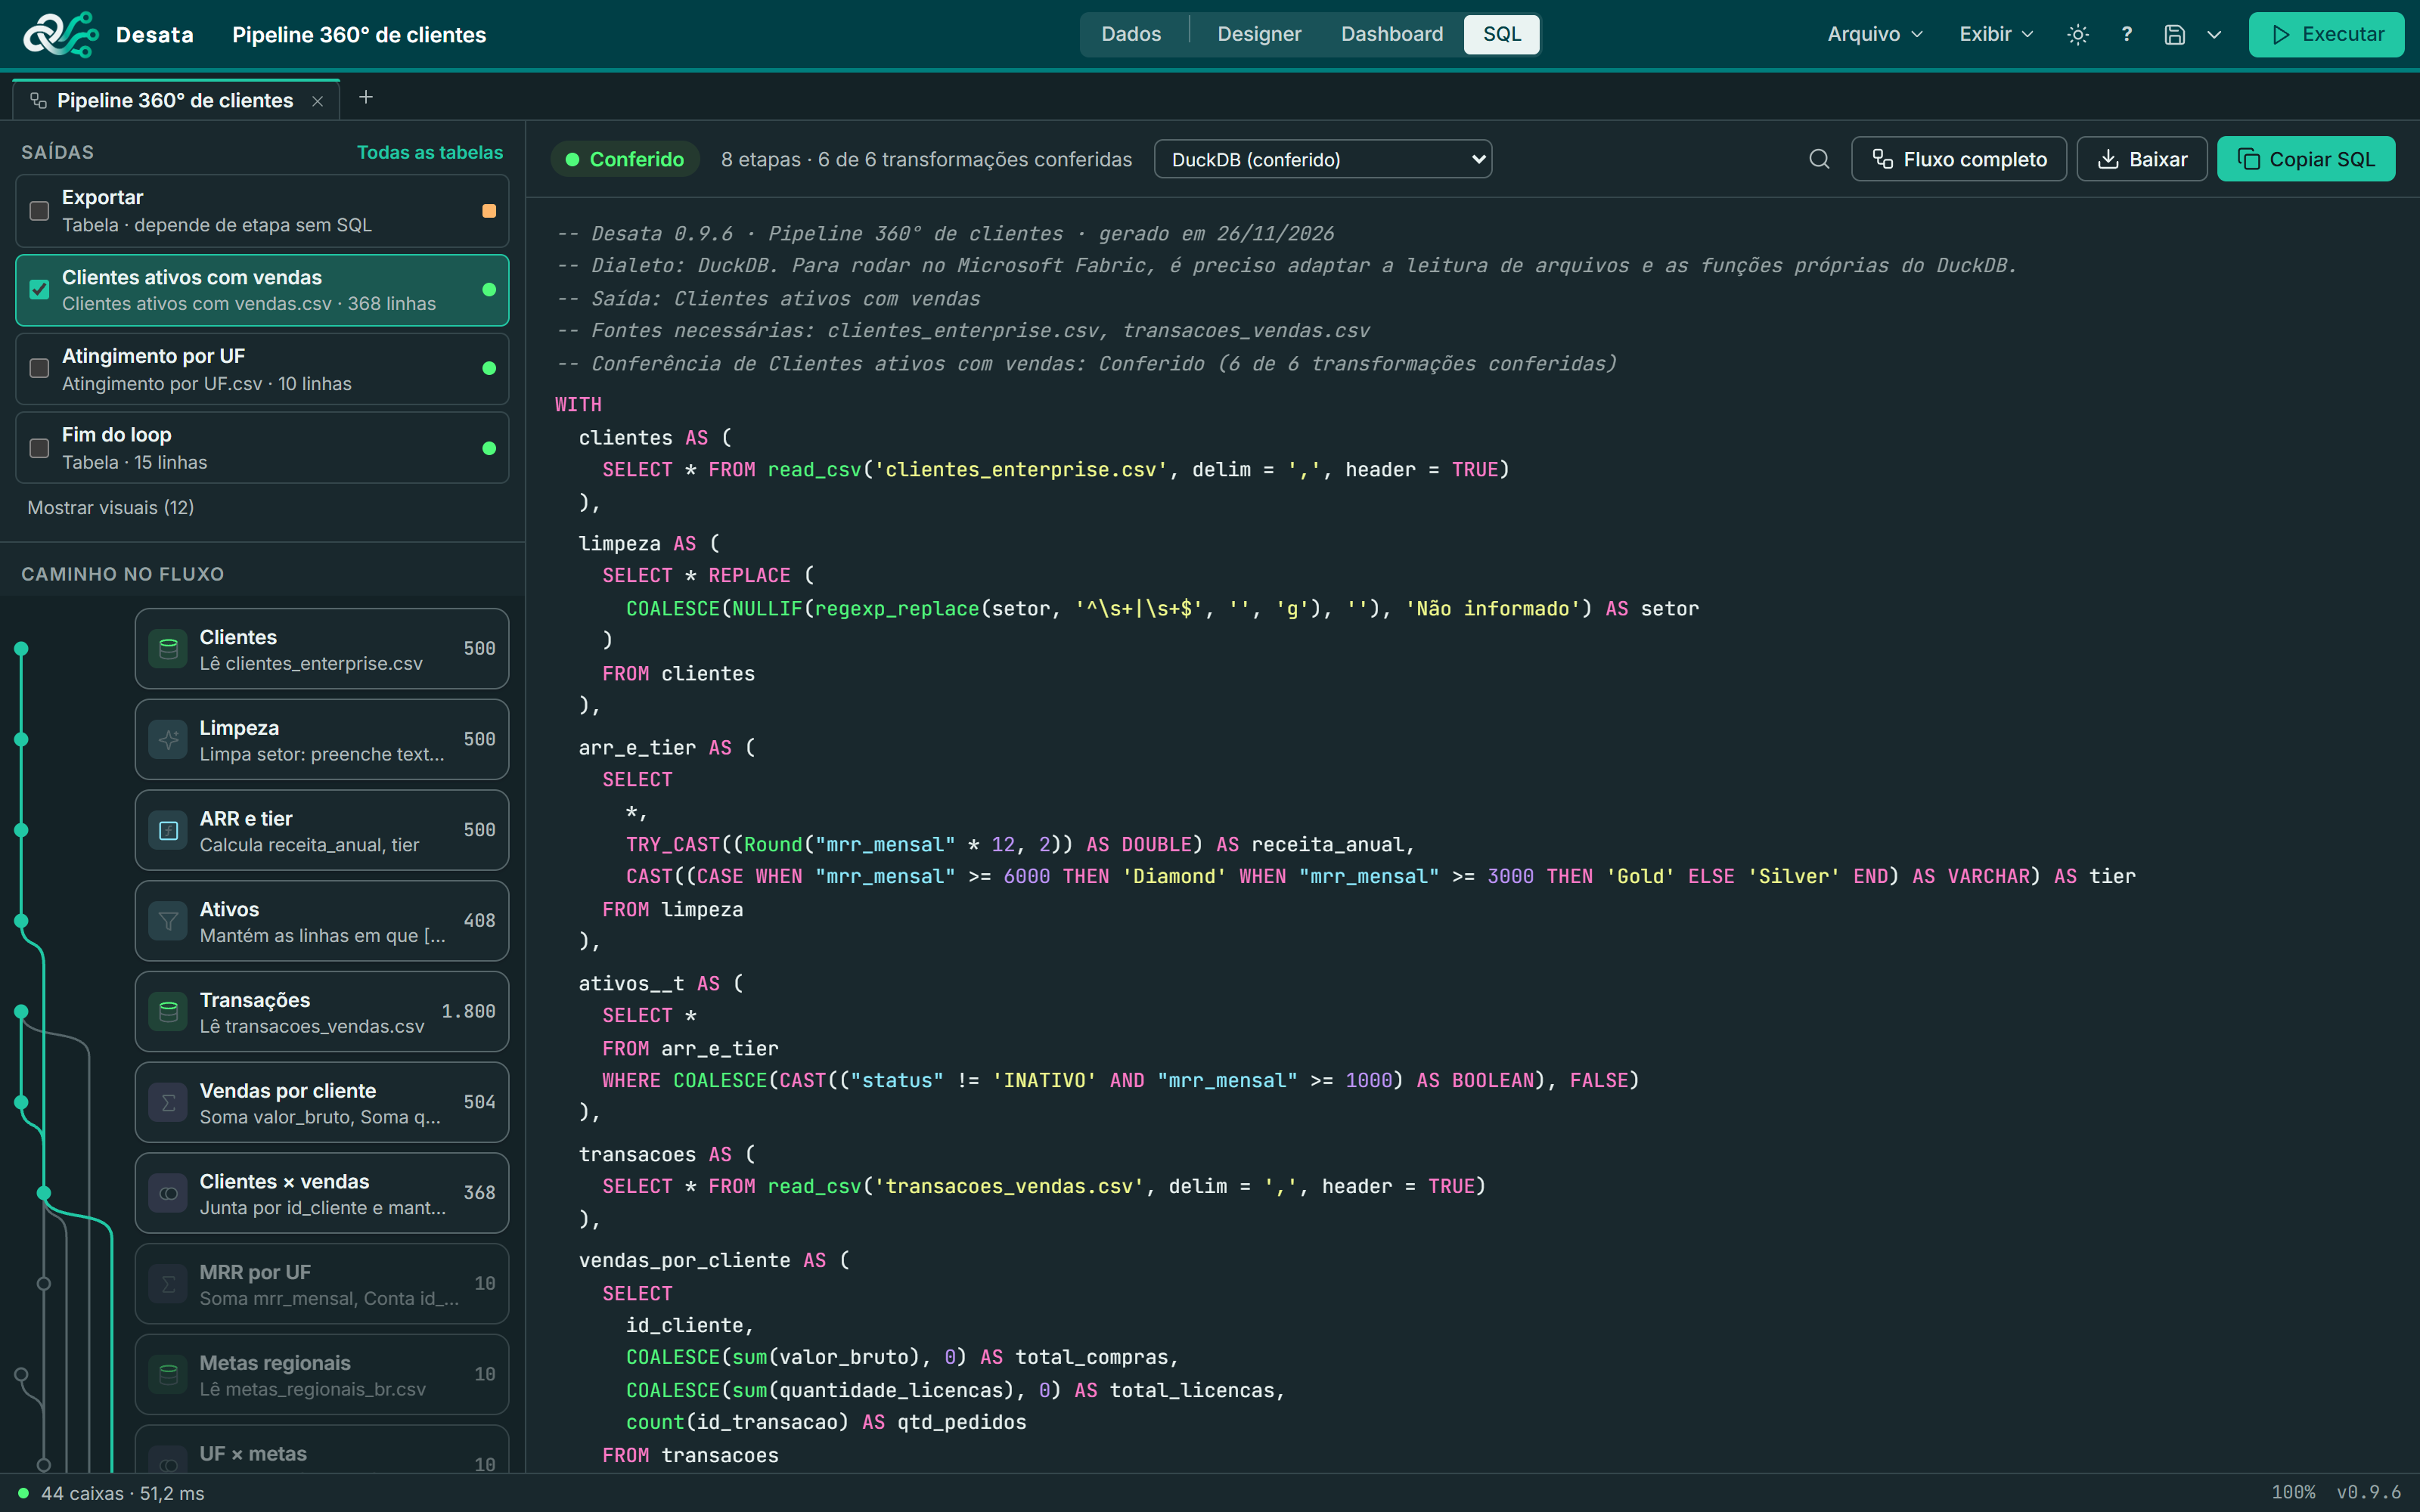 Desata
Pipeline 360° de clientes
Dados
Designer
Dashboard
SQL
Arquivo
Exibir
?
Executar
Pipeline 360° de clientes
SAÍDAS
Todas as tabelas
Exportar
Tabela · depende de etapa sem SQL
Clientes ativos com vendas
Clientes ativos com vendas.csv · 368 linhas
Atingimento por UF
Atingimento por UF.csv · 10 linhas
Fim do loop
Tabela · 15 linhas
Mostrar visuais (12)
CAMINHO NO FLUXO
Clientes
Lê clientes_enterprise.csv
500
Limpeza
Limpa setor: preenche text...
500
ARR e tier
Calcula receita_anual, tier
500
Ativos
Mantém as linhas em que [...
408
Transações
Lê transacoes_vendas.csv
1.800
Vendas por cliente
Soma valor_bruto, Soma q...
504
Clientes × vendas
Junta por id_cliente e mant...
368
MRR por UF
Soma mrr_mensal, Conta id_...
10
Metas regionais
Lê metas_regionais_br.csv
10
UF × metas
10
Conferido
8 etapas · 6 de 6 transformações conferidas
DuckDB (conferido)
Fluxo completo
Baixar
Copiar SQL
-- Desata 0.9.6 · Pipeline 360° de clientes · gerado em 26/11/2026
-- Dialeto: DuckDB. Para rodar no Microsoft Fabric, é preciso adaptar a leitura de arquivos e as funções próprias do DuckDB.
-- Saída: Clientes ativos com vendas
-- Fontes necessárias: clientes_enterprise.csv, transacoes_vendas.csv
-- Conferência de Clientes ativos com vendas: Conferido (6 de 6 transformações conferidas)
WITH
clientes AS (
SELECT * FROM read_csv('clientes_enterprise.csv', delim = ',', header = TRUE)
),
limpeza AS (
SELECT * REPLACE (
COALESCE(NULLIF(regexp_replace(setor, '^\s+|\s+$', '', 'g'), ''), 'Não informado') AS setor
)
FROM clientes
),
arr_e_tier AS (
SELECT
*,
TRY_CAST((Round("mrr_mensal" * 12, 2)) AS DOUBLE) AS receita_anual,
CAST((CASE WHEN "mrr_mensal" >= 6000 THEN 'Diamond' WHEN "mrr_mensal" >= 3000 THEN 'Gold' ELSE 'Silver' END) AS VARCHAR) AS tier
FROM limpeza
),
ativos__t AS (
SELECT *
FROM arr_e_tier
WHERE COALESCE(CAST(("status" != 'INATIVO' AND "mrr_mensal" >= 1000) AS BOOLEAN), FALSE)
),
transacoes AS (
SELECT * FROM read_csv('transacoes_vendas.csv', delim = ',', header = TRUE)
),
vendas_por_cliente AS (
SELECT
id_cliente,
COALESCE(sum(valor_bruto), 0) AS total_compras,
COALESCE(sum(quantidade_licencas), 0) AS total_licencas,
count(id_transacao) AS qtd_pedidos
FROM transacoes
44 caixas · 51,2 ms
100%
v0.9.6